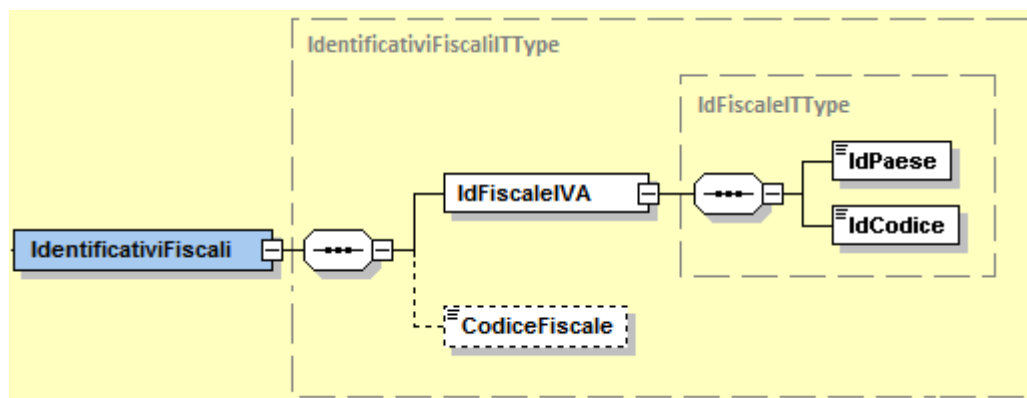 IdentificativiFiscaliITType
IdFiscaleITType
IdPaese
IdFiscaleIVA
IdCodice
IdentificativiFiscali
CodiceFiscale